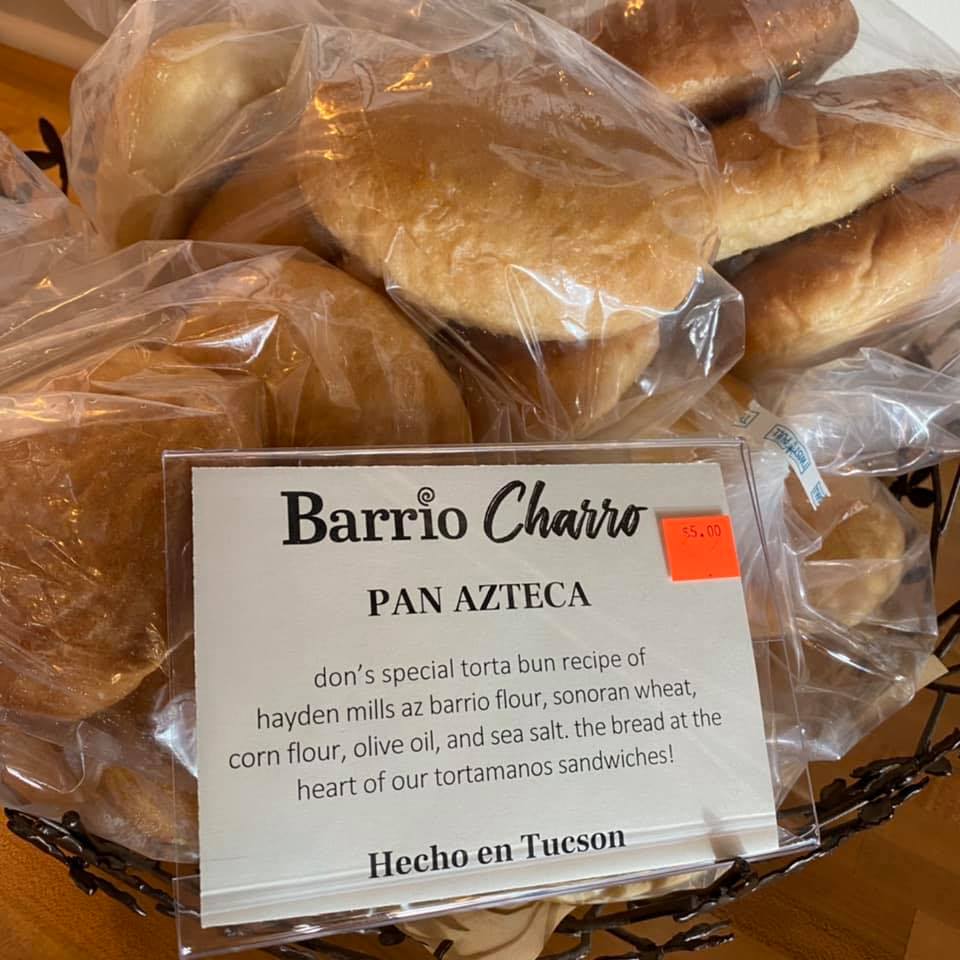 Barrio Charro
$5.00
PAN AZTECA
don's special torta bun recipe of
hayden mills az barrio flour, sonoran wheat,
corn flour, olive oil, and sea salt. the bread at the
heart of our tortamanos sandwiches!
Hecho en Tucson